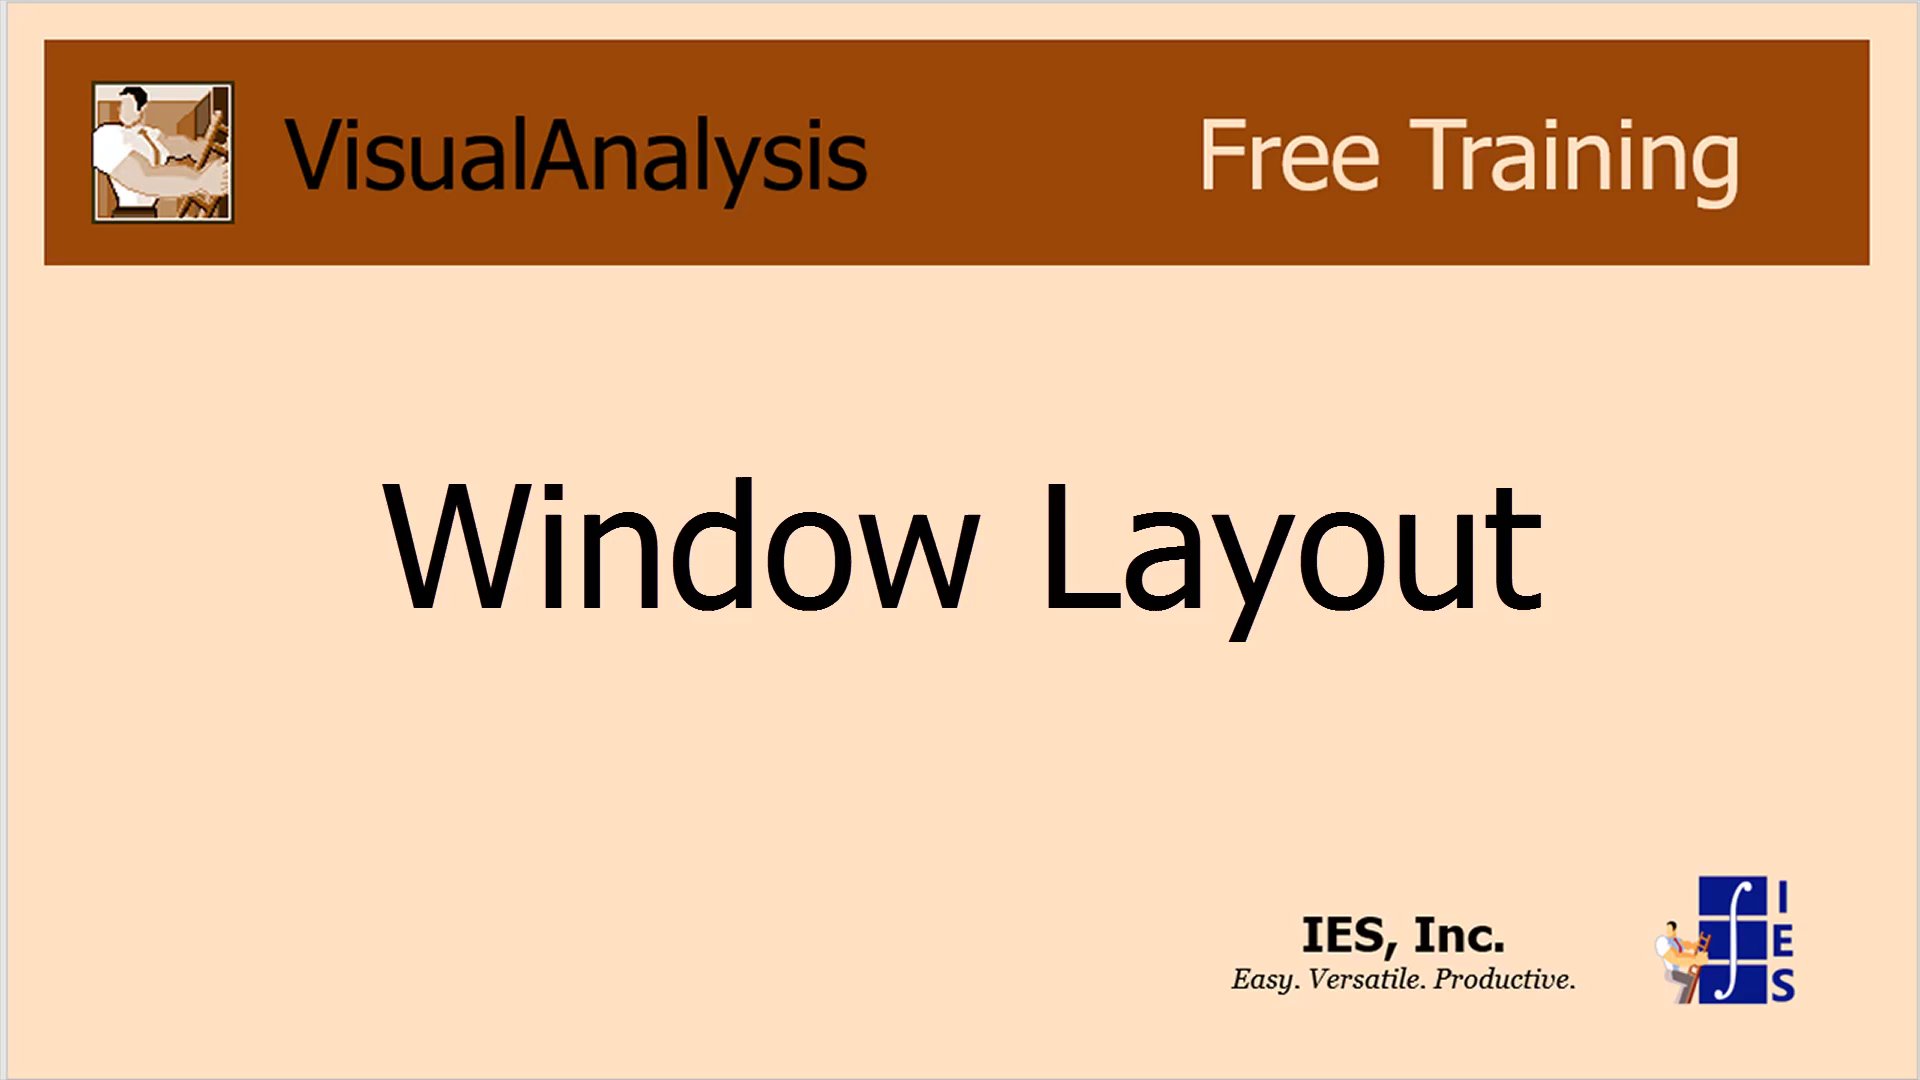 VisualAnalysis Free Training
Window Layout
IES, Inc.
Easy. Versatile. Productive.
I
E
S